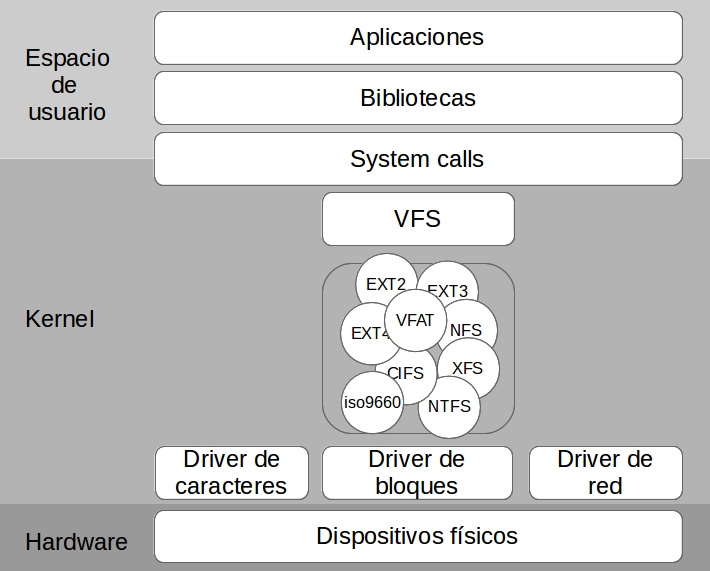 Espacio
de
usuario
Aplicaciones
Bibliotecas
System calls
Kernel
VFS
EXT2
EXT3
VFAT
EXT4
NFS
CIFS
XFS
iso9660
NTFS
Driver de
caracteres
Driver de
bloques
Driver de
red
Hardware
Dispositivos físicos